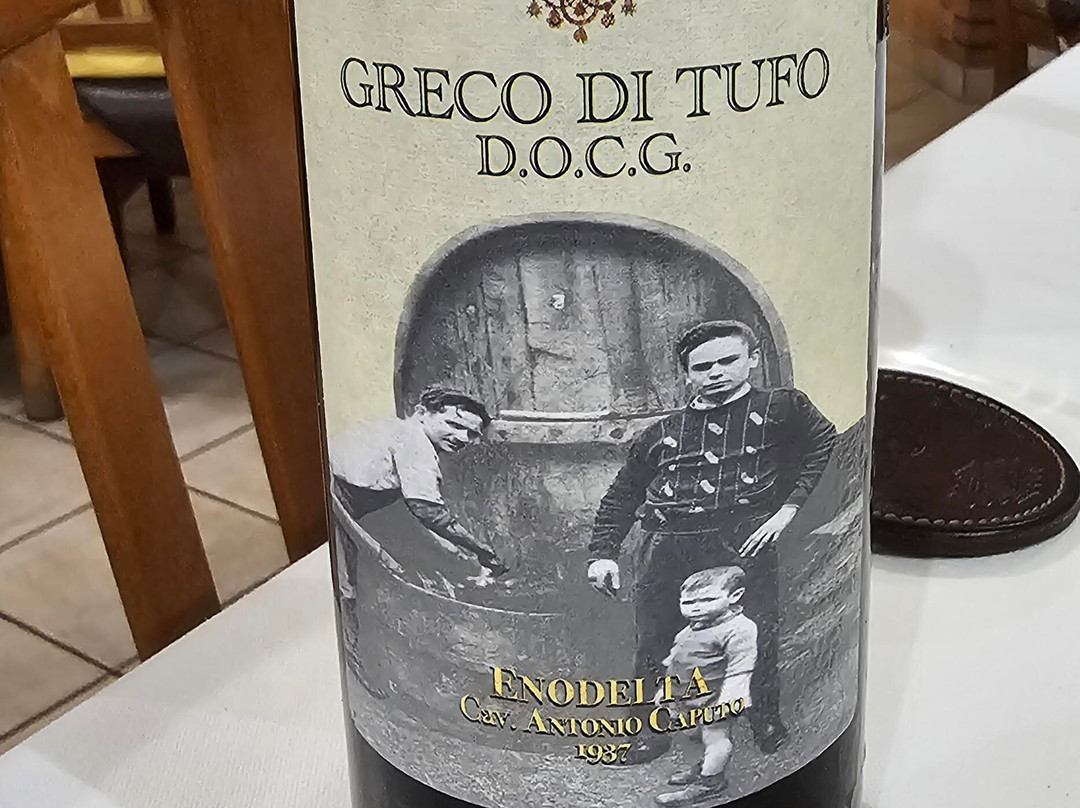 GRECO DI TUFO
D.O.C.G.
ENODELTA
Cav. ANTONIO CAPUTO
1937